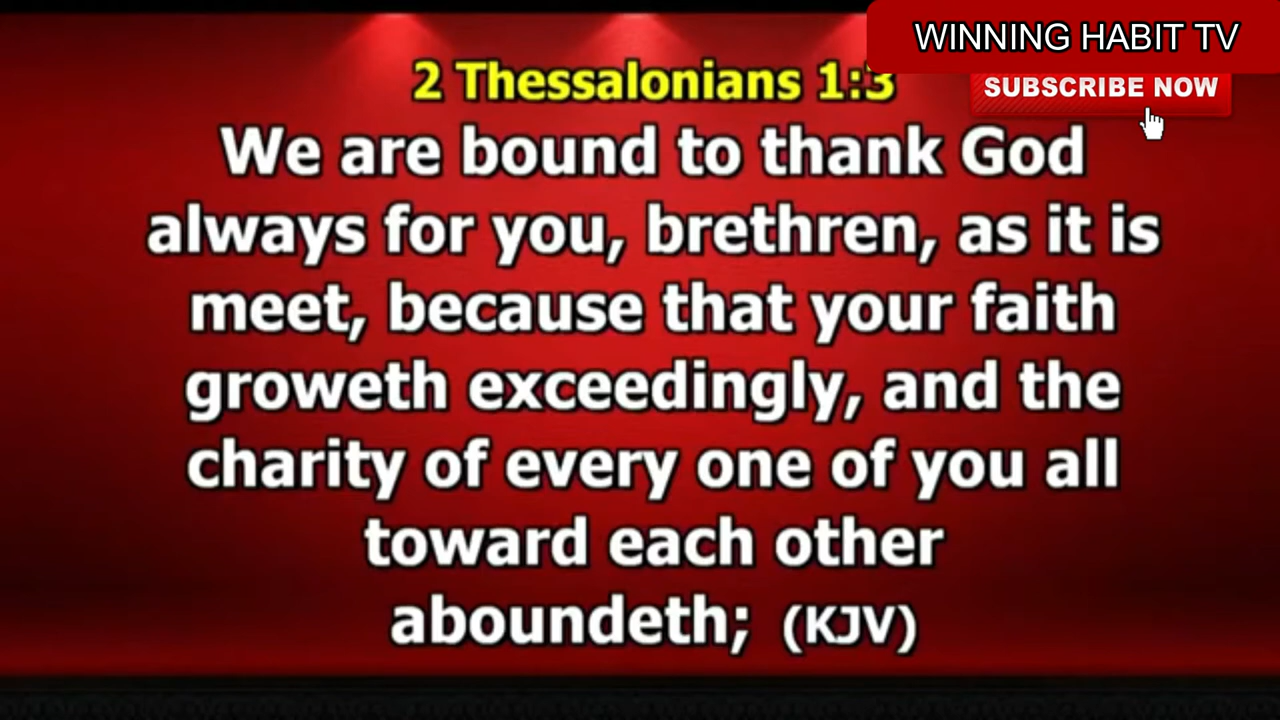 WINNING HABIT TV
SUBSCRIBE NOW
2 Thessalonians 1:3
We are bound to thank God
always for you, brethren, as it is
meet, because that your faith
groweth exceedingly, and the
charity of every one of you all
toward each other
aboundeth; (KJV)